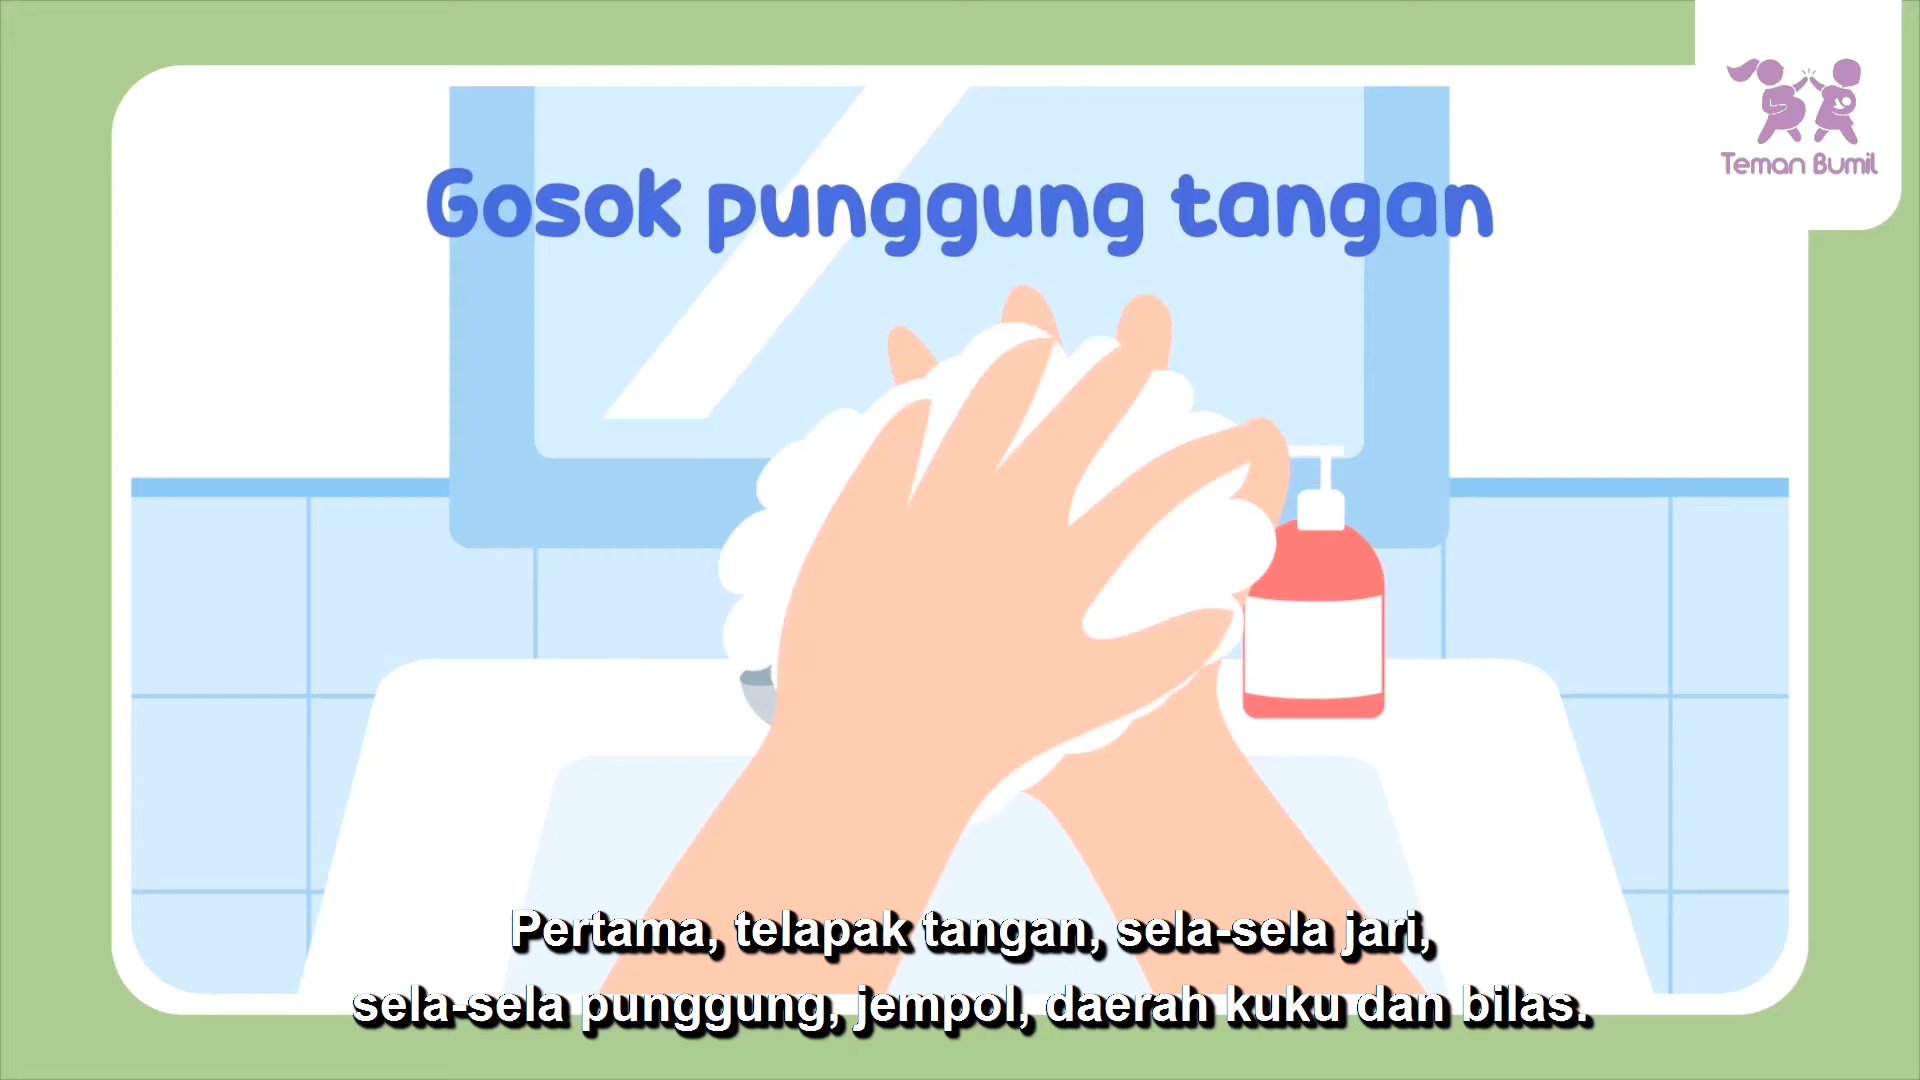 Teman Bumil
Gosok punggung tangan
Pertama, telapak tangan, sela-sela jari,
sela-sela punggung, jempol, daerah kuku dan bilas.